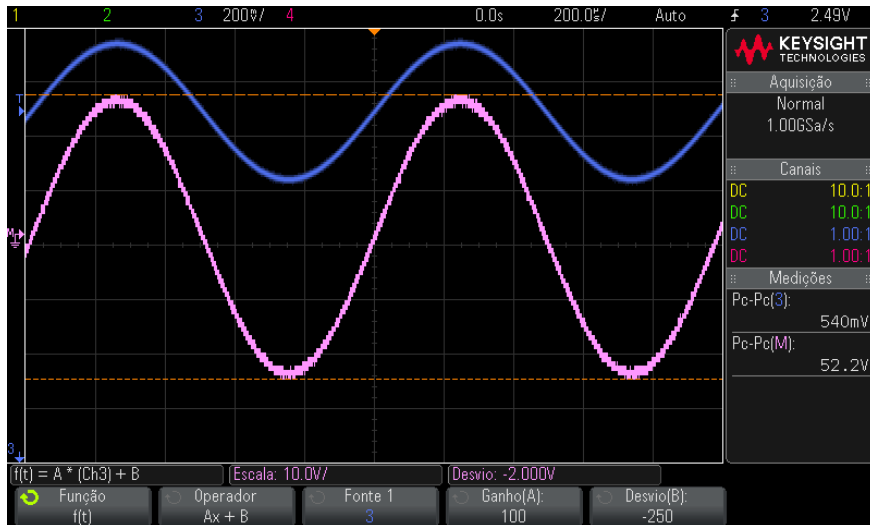 1 2 3 200♈/ 4 0.0s 200.0㎲/ Auto 3 2.49V
KEYSIGHT
TECHNOLOGIES
Aquisição
Normal
1.00GSa/s
Canais
DC 10.0:1
DC 10.0:1
DC 1.00:1
DC 1.00:1
Medições
Pc-Pc(3):
540mV
Pc-Pc(M):
52.2V
T
M
3
f(t) = A * (Ch3) + B Escala: 10.0V/ Desvio: -2.000V
Função Operador Fonte 1 Ganho(A): Desvio(B):
f(t) Ax + B 3 100 -250